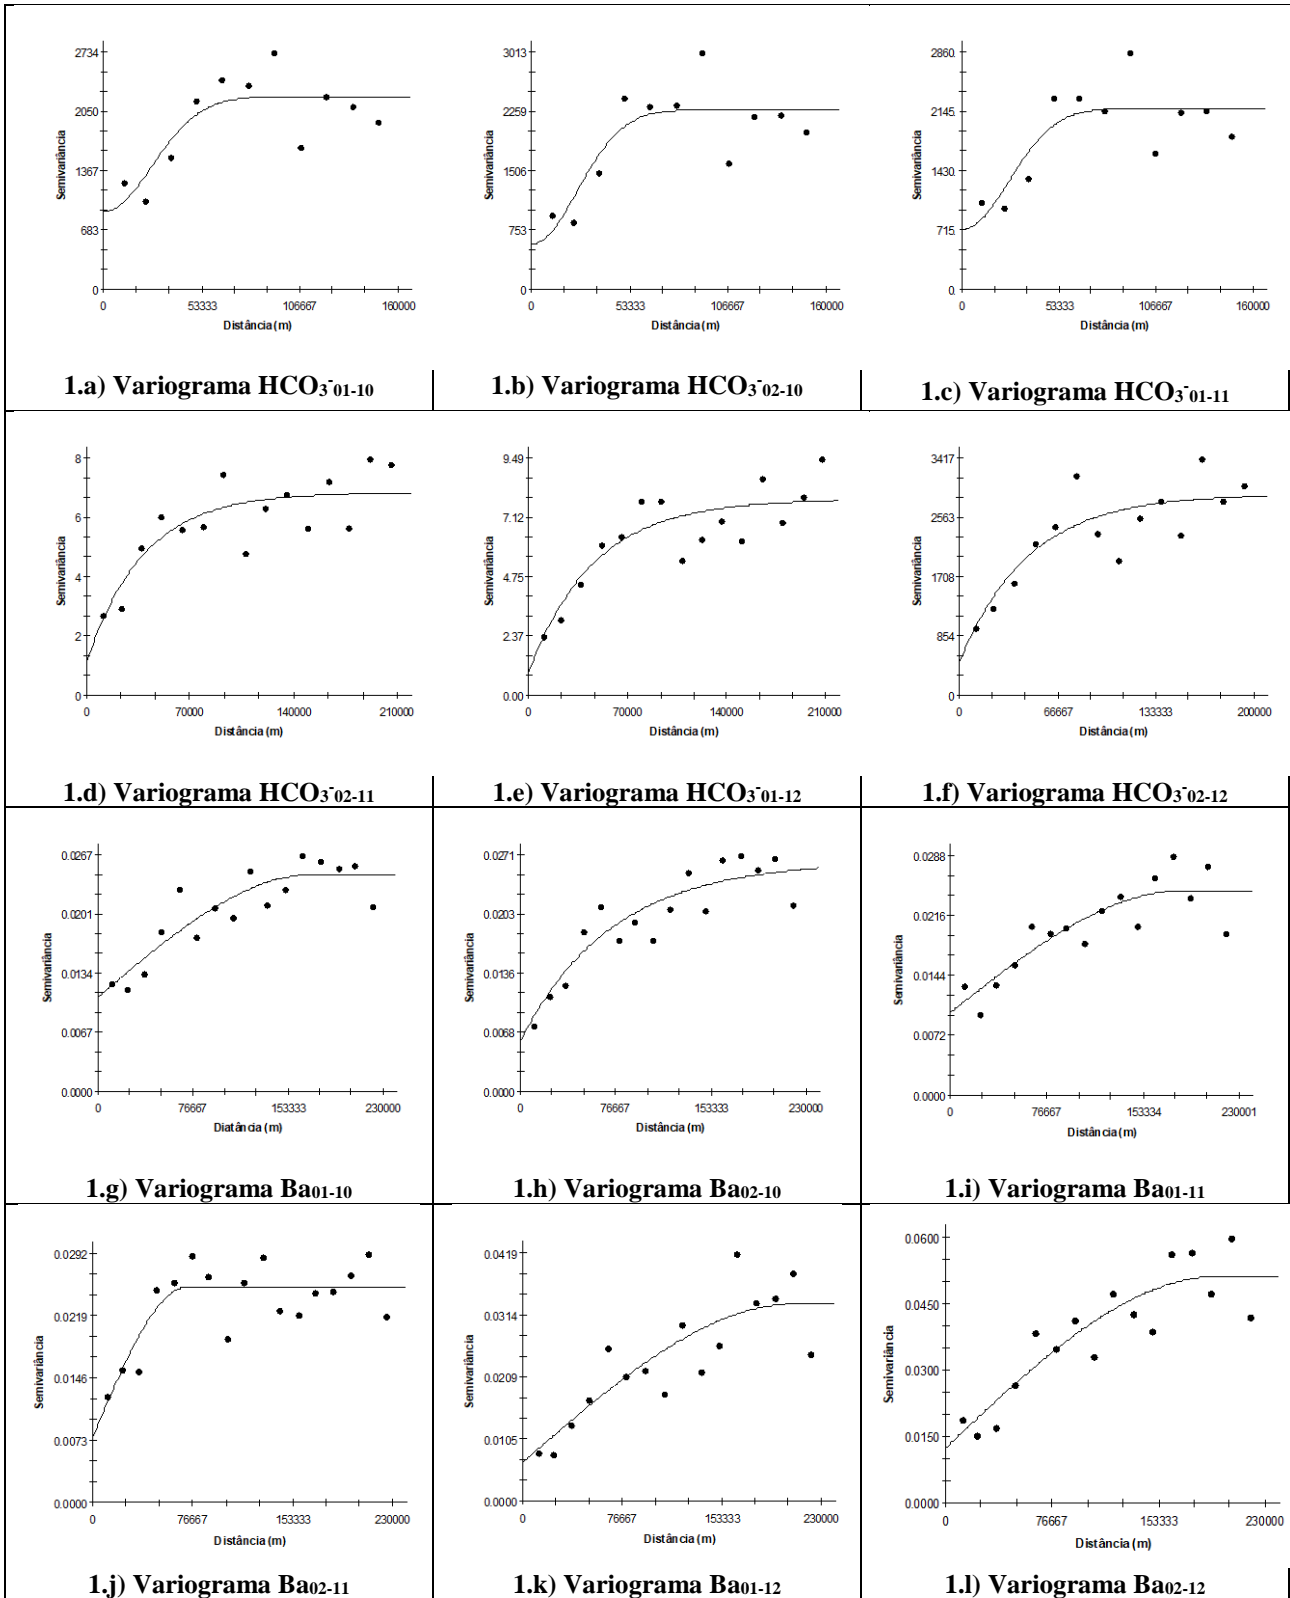 2734
2050
1367
683
0
Semivariância
0 53333 106667 160000
Distância (m)
1.a) Variograma HCO₃⁻01-10
3013
2259
1506
753
0
Semivariância
0 53333 106667 160000
Distância (m)
1.b) Variograma HCO₃⁻02-10
2860.
2145.
1430.
715.
0.
Semivariância
0 53333 106667 160000
Distância (m)
1.c) Variograma HCO₃⁻01-11
8
6
4
2
0
Semivariância
0 70000 140000 210000
Distância (m)
1.d) Variograma HCO₃⁻02-11
9.49
7.12
4.75
2.37
0.00
Semivariância
0 70000 140000 210000
Distância (m)
1.e) Variograma HCO₃⁻01-12
3417
2563
1708
854
0
Semivariância
0 66667 133333 200000
Distância (m)
1.f) Variograma HCO₃⁻02-12
0.0267
0.0201
0.0134
0.0067
0.0000
Semivariância
0 76667 153333 230000
Diatância (m)
1.g) Variograma Ba01-10
0.0271
0.0203
0.0136
0.0068
0.0000
Semivariância
0 76667 153333 230000
Distância (m)
1.h) Variograma Ba02-10
0.0288
0.0216
0.0144
0.0072
0.0000
Semivariância
0 76667 153334 230001
Distância (m)
1.i) Variograma Ba01-11
0.0292
0.0219
0.0146
0.0073
0.0000
Semivariância
0 76667 153333 230000
Distância (m)
1.j) Variograma Ba02-11
0.0419
0.0314
0.0209
0.0105
0.0000
Semivariância
0 76667 153333 230000
Distância (m)
1.k) Variograma Ba01-12
0.0600
0.0450
0.0300
0.0150
0.0000
Semivariância
0 76667 153333 230000
Distância (m)
1.l) Variograma Ba02-12